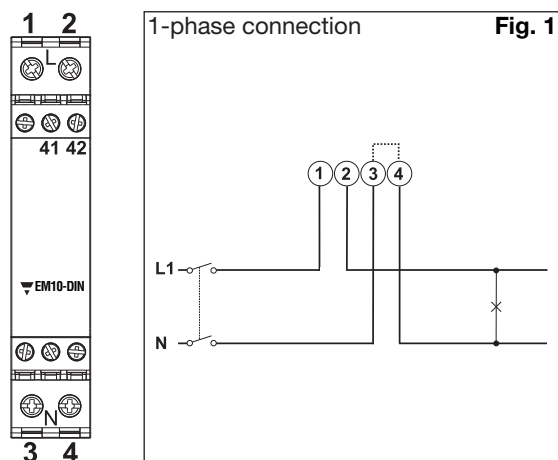 1 2
L
41 42
EM10-DIN
N
3 4
1-phase connection Fig. 1
1 2 3 4
L1
N